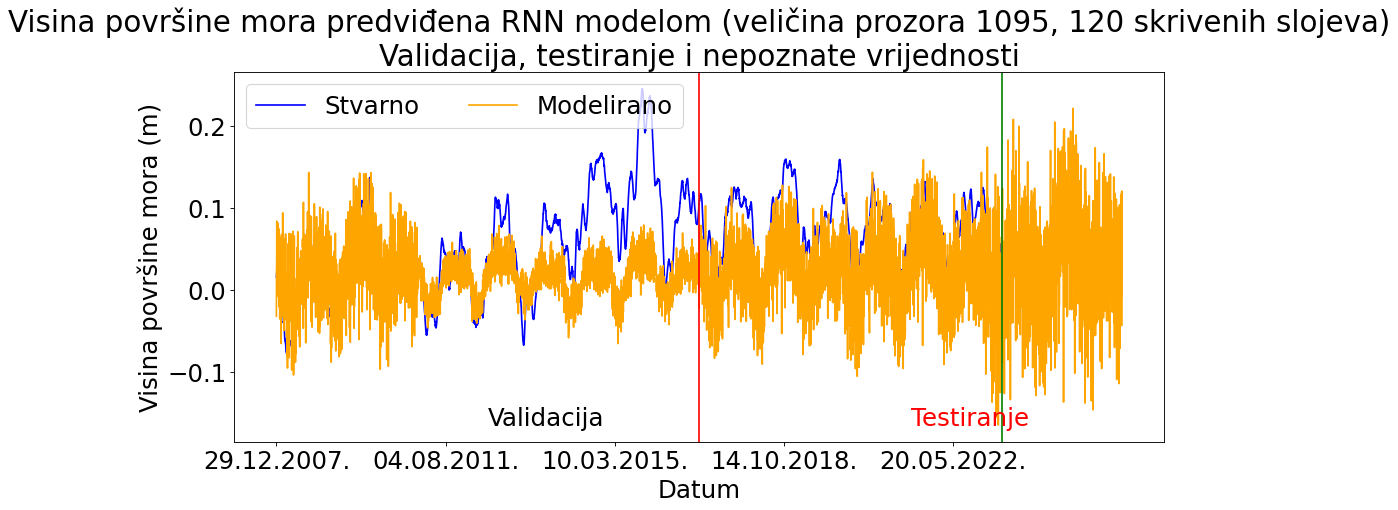 Visina površine mora predviđena RNN modelom (veličina prozora 1095, 120 skrivenih slojeva)
Validacija, testiranje i nepoznate vrijednosti
Stvarno Modelirano
Visina površine mora (m)
0.2
0.1
0.0
−0.1
Validacija Testiranje
29.12.2007. 04.08.2011. 10.03.2015. 14.10.2018. 20.05.2022.
Datum